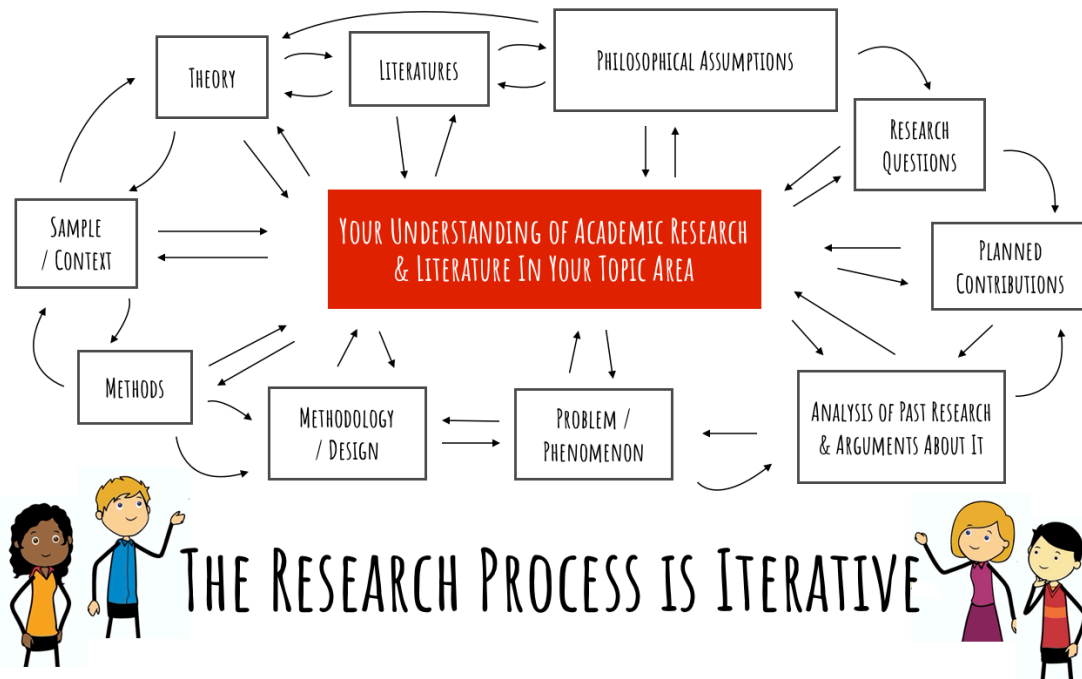 THEORY
LITERATURES
PHILOSOPHICAL ASSUMPTIONS
RESEARCH
QUESTIONS
SAMPLE
/ CONTEXT
YOUR UNDERSTANDING OF ACADEMIC RESEARCH
& LITERATURE IN YOUR TOPIC AREA
PLANNED
CONTRIBUTIONS
METHODS
METHODOLOGY
/ DESIGN
PROBLEM /
PHENOMENON
ANALYSIS OF PAST RESEARCH
& ARGUMENTS ABOUT IT
THE RESEARCH PROCESS IS ITERATIVE